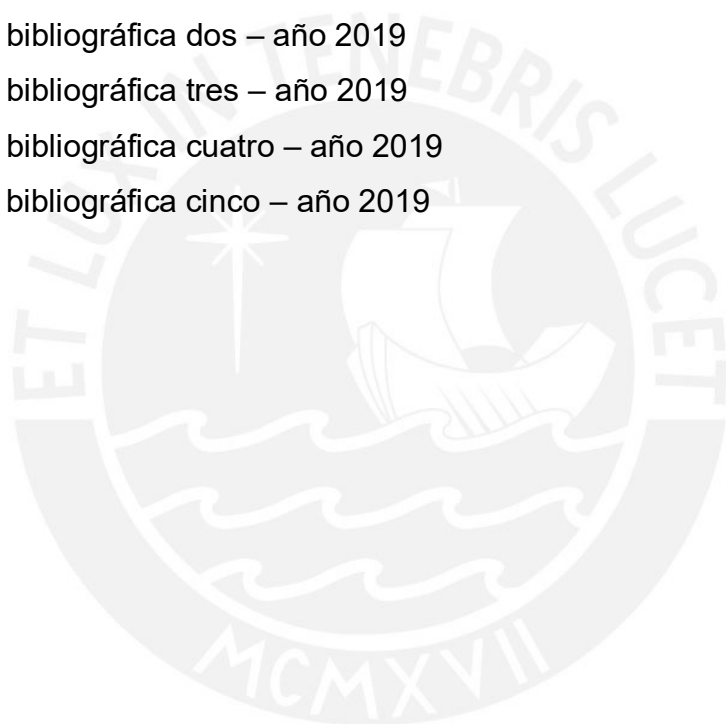 bibliográfica dos – año 2019
bibliográfica tres – año 2019
bibliográfica cuatro – año 2019
bibliográfica cinco – año 2019
ET LUX IN TENEBRIS LUCET
MCMXVII